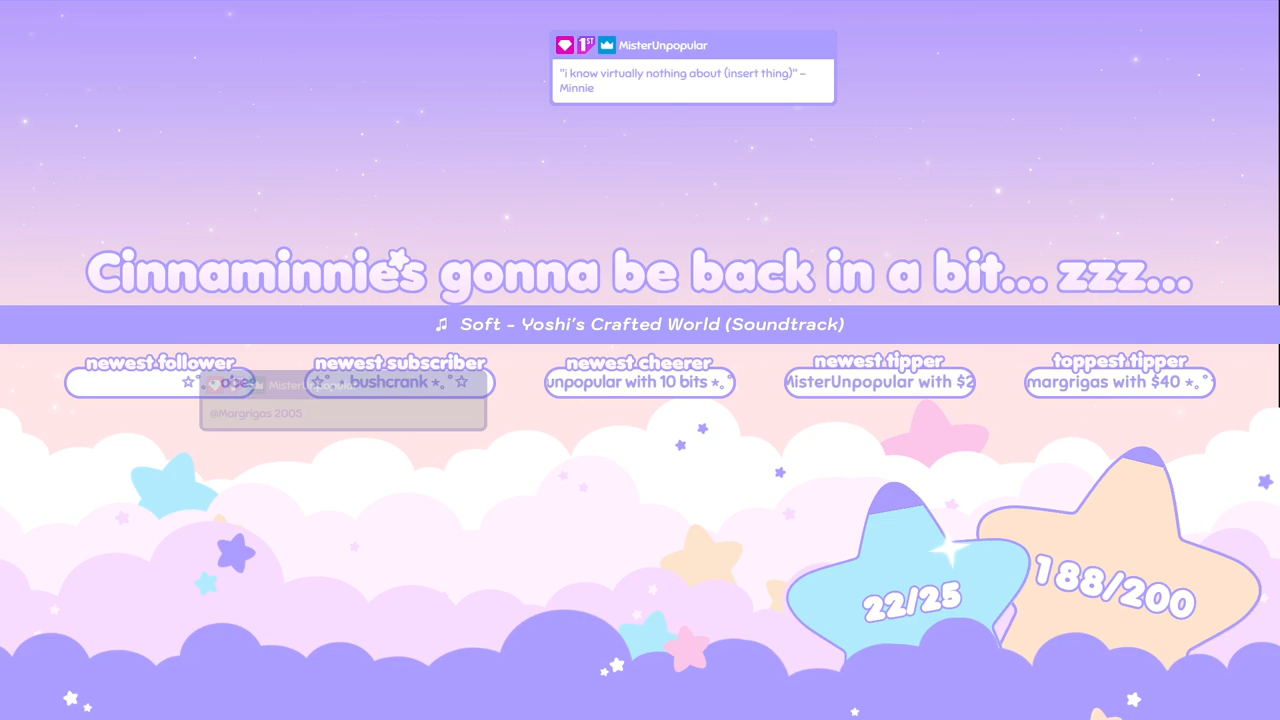 1ST MisterUnpopular
"i know virtually nothing about (insert thing)" -
Minnie
Cinnaminnie's gonna be back in a bit... zzz...
♫ Soft - Yoshi's Crafted World (Soundtrack)
newest follower
newest subscriber
bushcrank
newest cheerer
unpopular with 10 bits
newest tipper
MisterUnpopular with $2
toppest tipper
margrigas with $40
MisterUnpopular
@Margrigas 2005
22/25
188/200